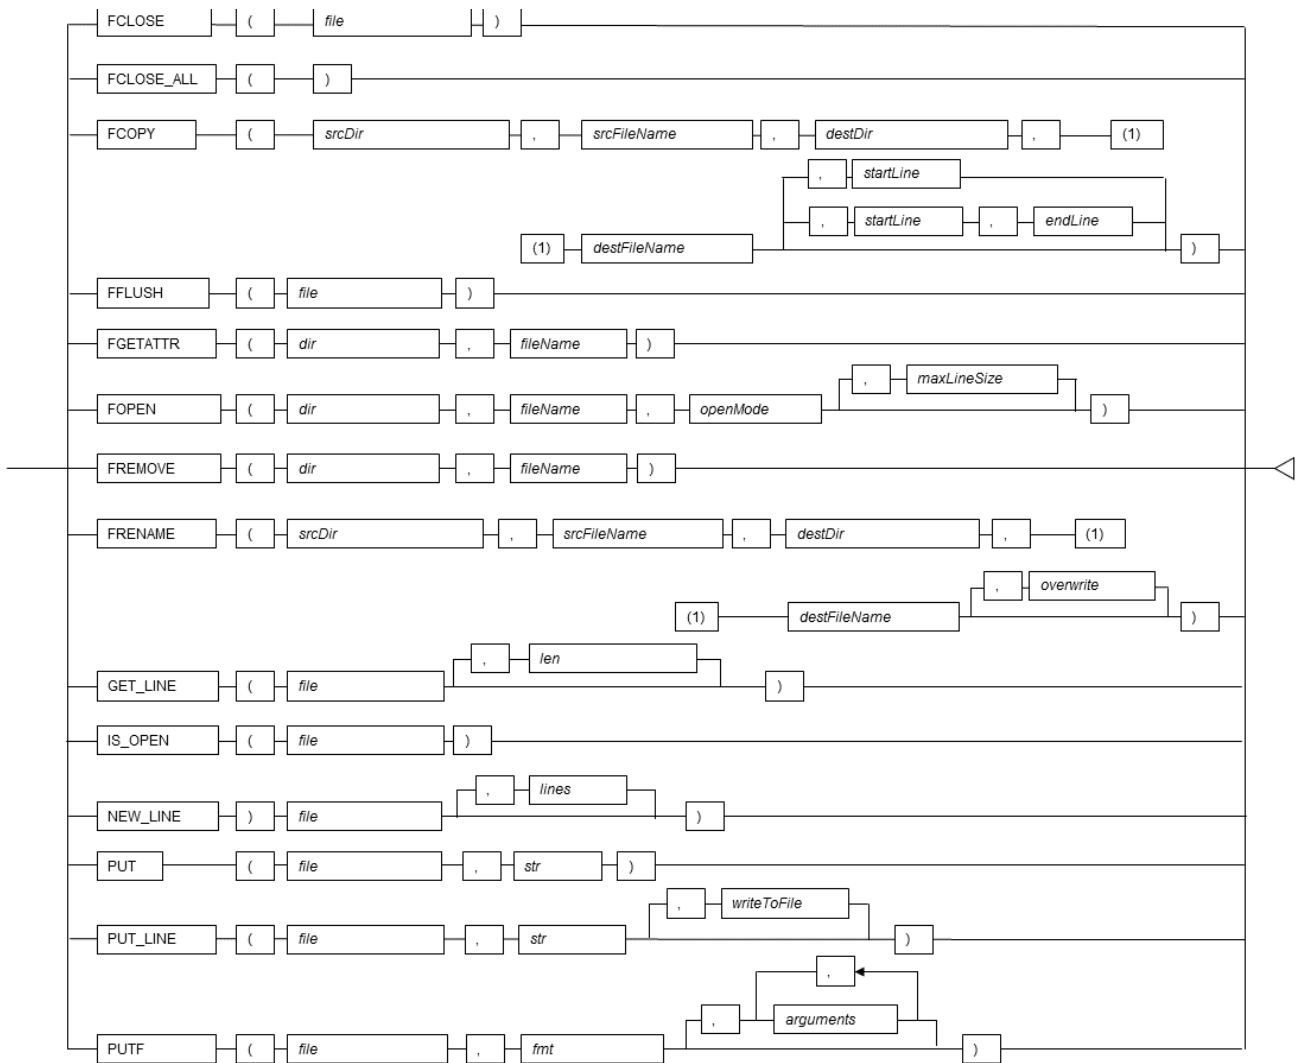 FCLOSE ( file )
FCLOSE_ALL ( )
FCOPY ( srcDir , srcFileName , destDir , (1)
, startLine
, startLine , endLine
(1) destFileName )
FFLUSH ( file )
FGETATTR ( dir , fileName )
, maxLineSize
FOPEN ( dir , fileName , openMode )
FREMOVE ( dir , fileName )
FRENAME ( srcDir , srcFileName , destDir , (1)
, overwrite
(1) destFileName )
, len
GET_LINE ( file )
IS_OPEN ( file )
, lines
NEW_LINE ) file )
PUT ( file , str )
, writeToFile
PUT_LINE ( file , str )
,
, arguments
PUTF ( file , fmt )